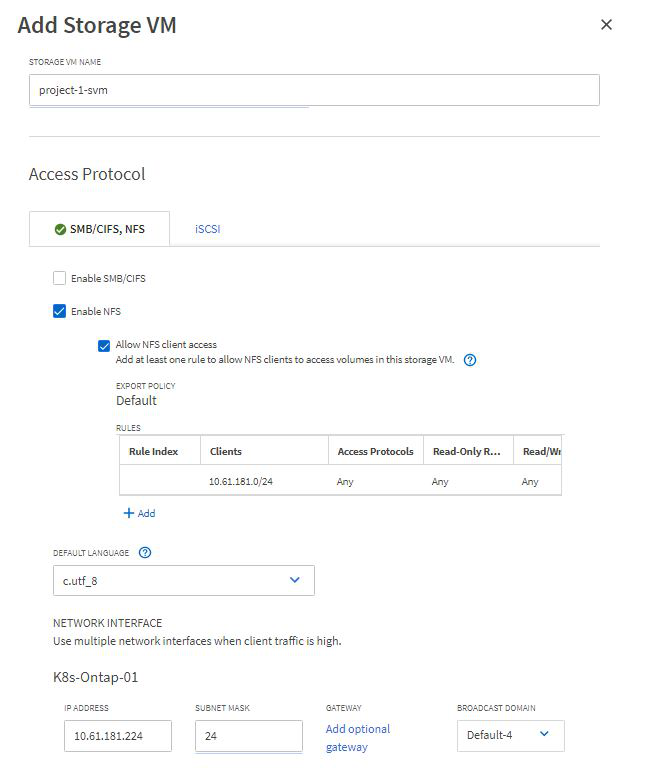 Add Storage VM
STORAGE VM NAME
project-1-svm
Access Protocol
SMB/CIFS, NFS
iSCSI
Enable SMB/CIFS
Enable NFS
Allow NFS client access
Add at least one rule to allow NFS clients to access volumes in this storage VM.
EXPORT POLICY
Default
RULES
Rule Index Clients Access Protocols Read-Only R... Read/Wr
10.61.181.0/24 Any Any Any
+ Add
DEFAULT LANGUAGE
c.utf_8
NETWORK INTERFACE
Use multiple network interfaces when client traffic is high.
K8s-Ontap-01
IP ADDRESS SUBNET MASK GATEWAY BROADCAST DOMAIN
10.61.181.224 24 Add optional gateway Default-4